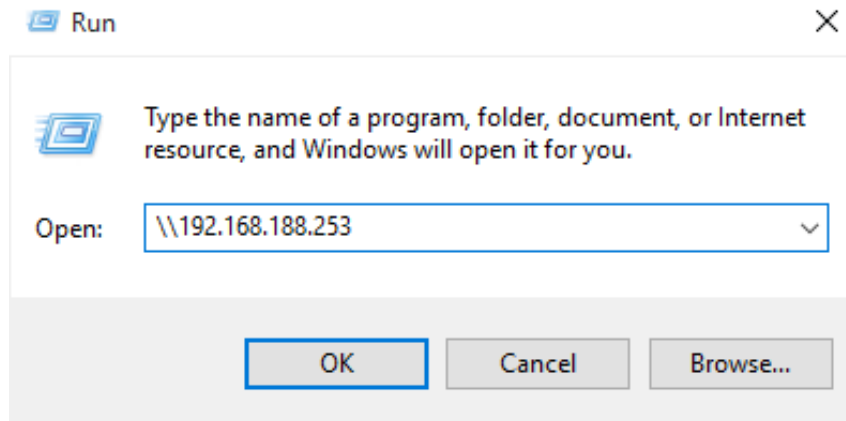 Run
Type the name of a program, folder, document, or Internet
resource, and Windows will open it for you.
Open: \\192.168.188.253
OK Cancel Browse...